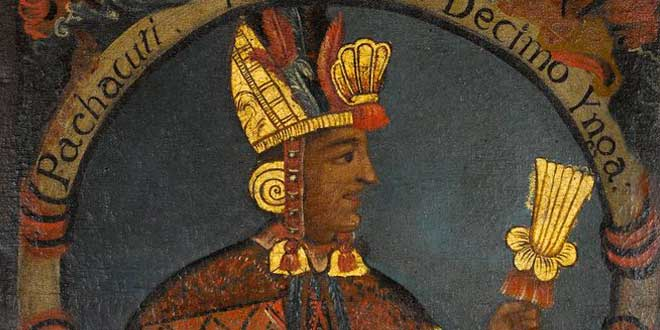 Pachacuti . Decimo Ynga.